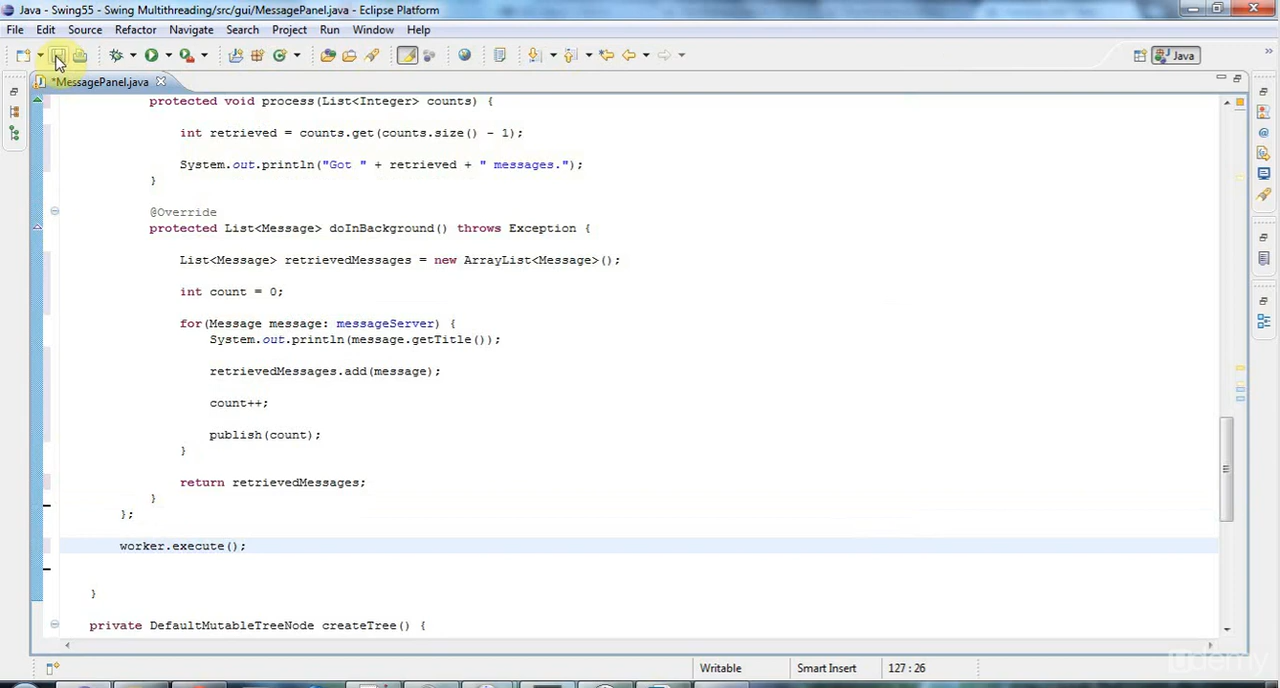 Java - Swing55 - Swing Multithreading/src/gui/MessagePanel.java - Eclipse Platform
File Edit Source Refactor Navigate Search Project Run Window Help
Java
*MessagePanel.java
protected void process(List<Integer> counts) {
int retrieved = counts.get(counts.size() - 1);
System.out.println("Got " + retrieved + " messages.");
}
@Override
protected List<Message> doInBackground() throws Exception {
List<Message> retrievedMessages = new ArrayList<Message>();
int count = 0;
for(Message message: messageServer) {
System.out.println(message.getTitle());
retrievedMessages.add(message);
count++;
publish(count);
}
return retrievedMessages;
}
};
worker.execute();
}
private DefaultMutableTreeNode createTree() {
Writable Smart Insert 127 : 26
udemy